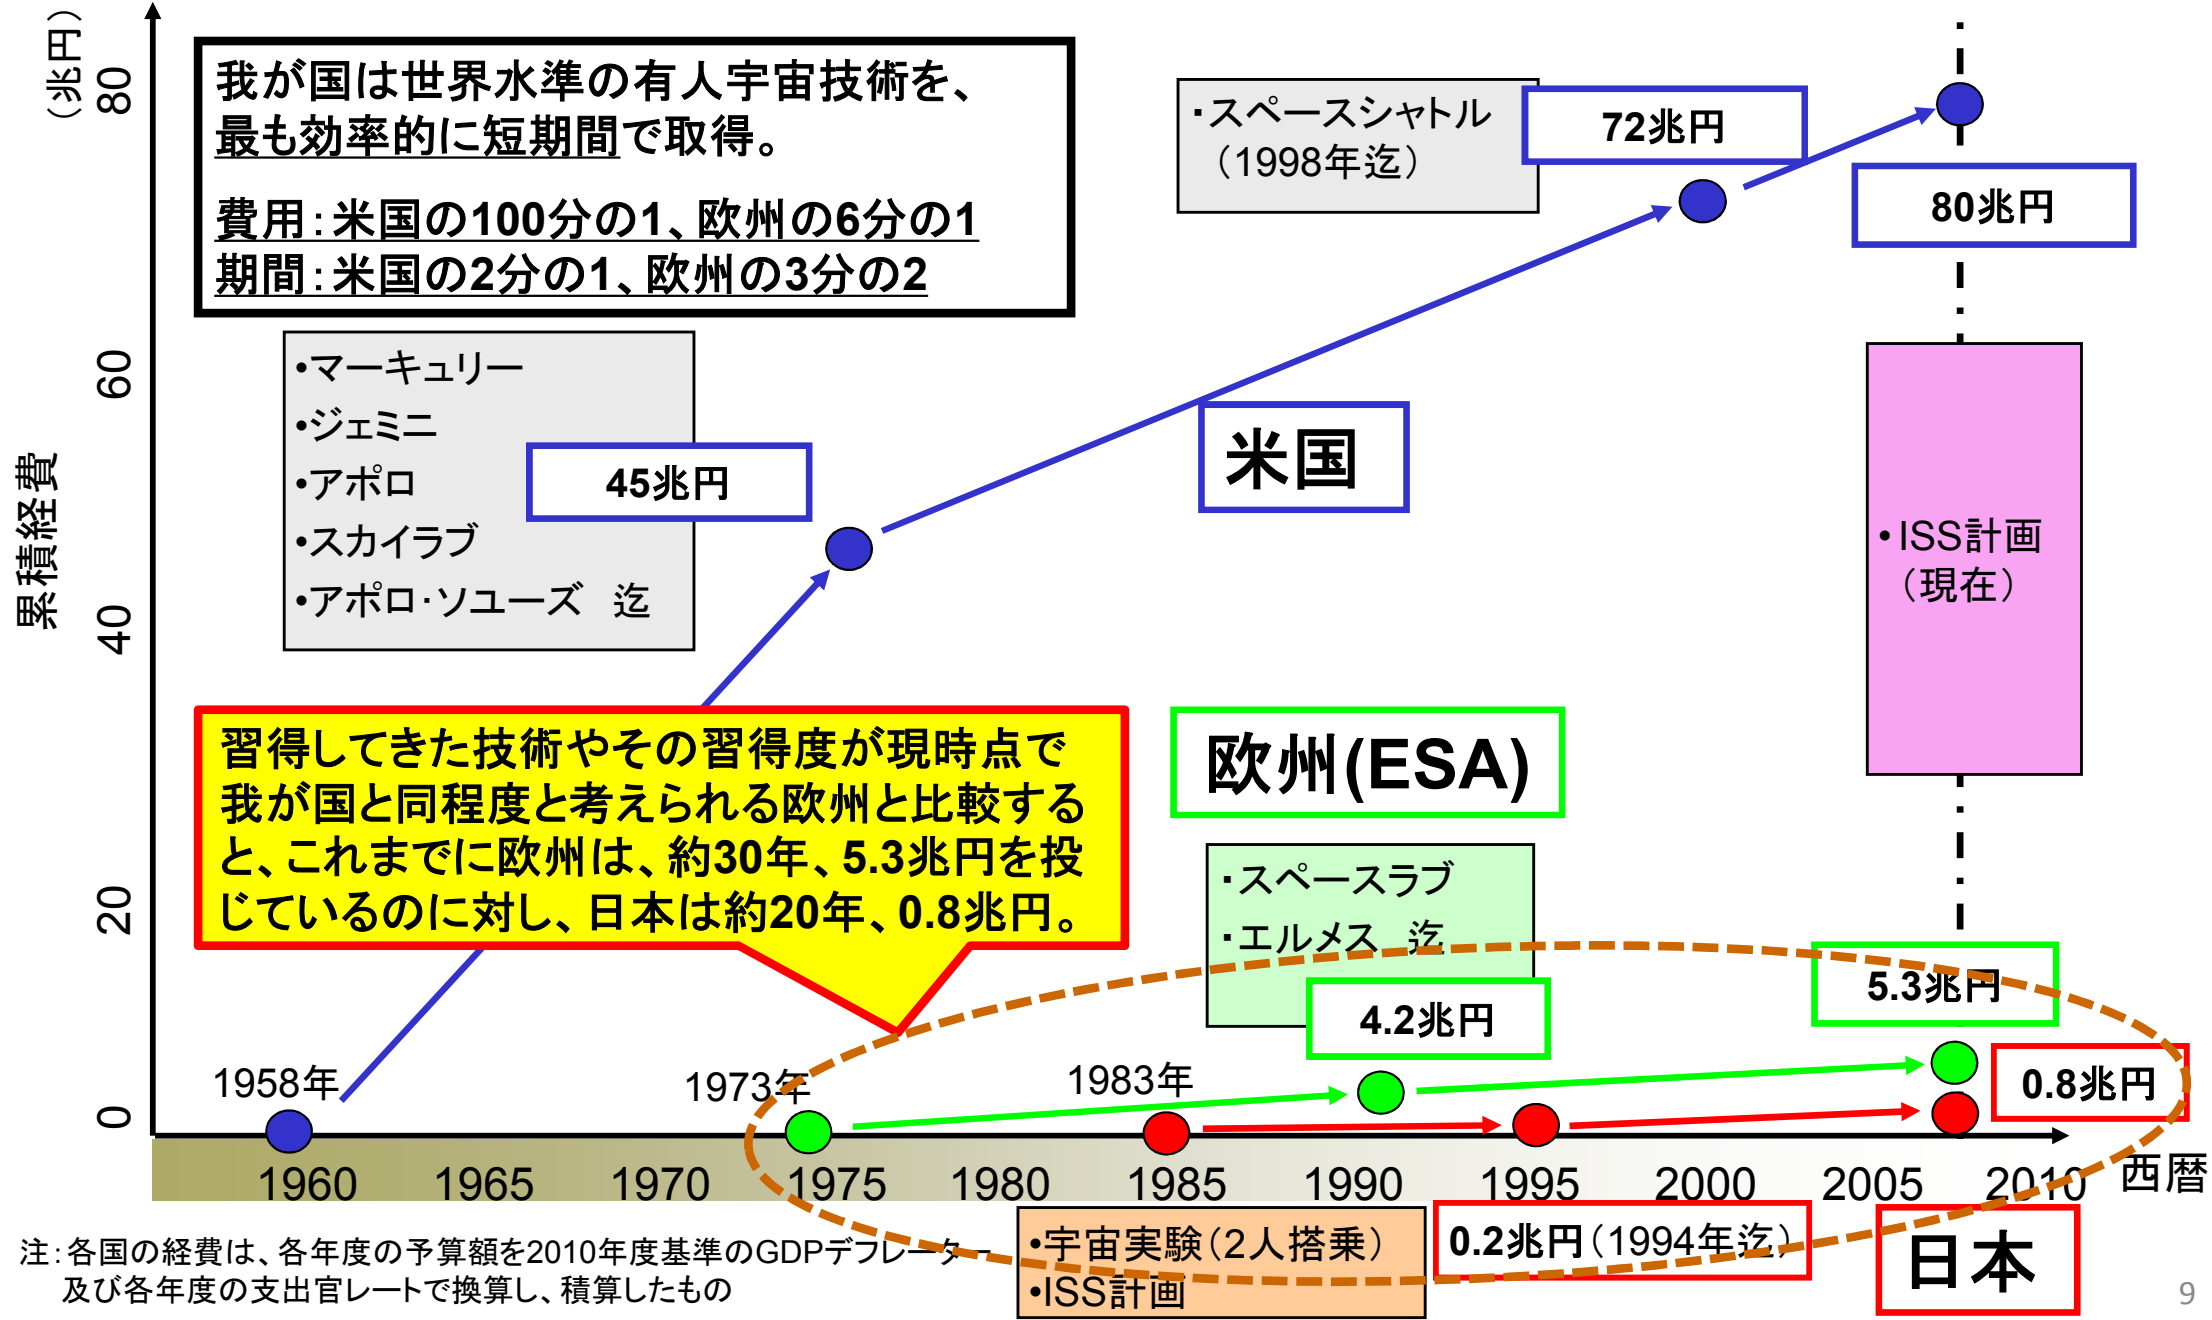 （兆円）
80
60
40
20
0
累積経費
我が国は世界水準の有人宇宙技術を、
最も効率的に短期間で取得。
費用：米国の100分の1、欧州の6分の1
期間：米国の2分の1、欧州の3分の2
・スペースシャトル
（1998年迄）
72兆円
80兆円
•マーキュリー
•ジェミニ
•アポロ
•スカイラブ
•アポロ・ソユーズ　迄
45兆円
米国
•ISS計画
（現在）
習得してきた技術やその習得度が現時点で
我が国と同程度と考えられる欧州と比較する
と、これまでに欧州は、約30年、5.3兆円を投
じているのに対し、日本は約20年、0.8兆円。
欧州(ESA)
・スペースラブ
・エルメス　迄
4.2兆円
5.3兆円
0.8兆円
1958年
1973年
1983年
1960 1965 1970 1975 1980 1985 1990 1995 2000 2005 2010 西暦
•宇宙実験（2人搭乗）
•ISS計画
0.2兆円（1994年迄）
日本
注：各国の経費は、各年度の予算額を2010年度基準のGDPデフレーター
及び各年度の支出官レートで換算し、積算したもの
9